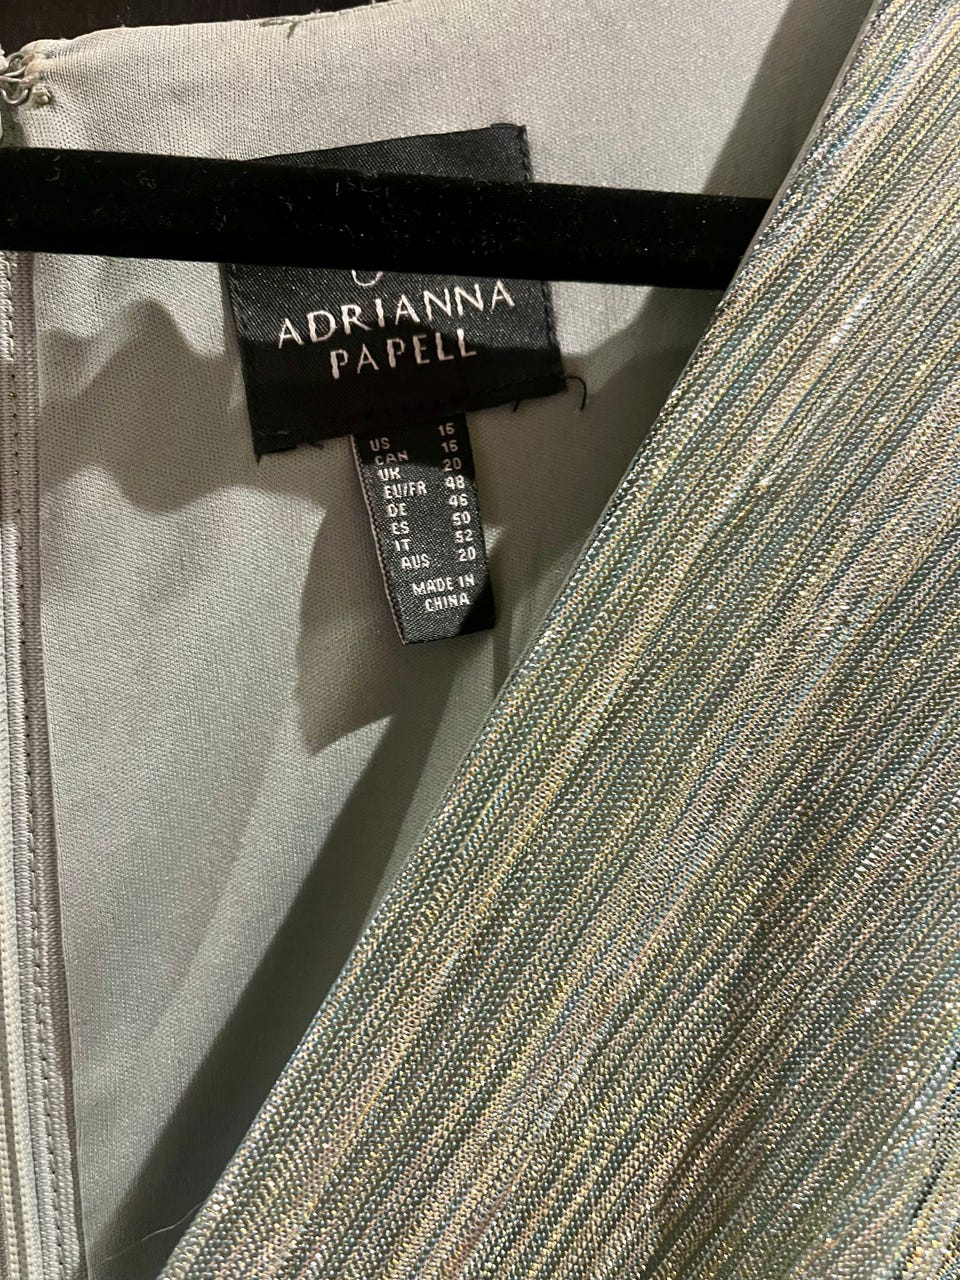 ADRIANNA
PAPELL
US 16
CAN 16
UK 20
EU/FR 48
DE 46
ES 50
IT 52
AUS 20
MADE IN
CHINA